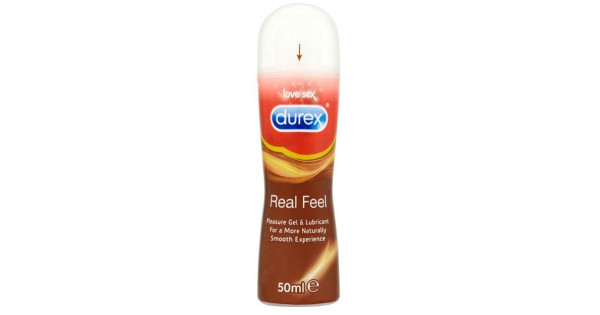 love sex
durex
Real Feel
Pleasure Gel & Lubricant
For a More Naturally
Smooth Experience
50ml e